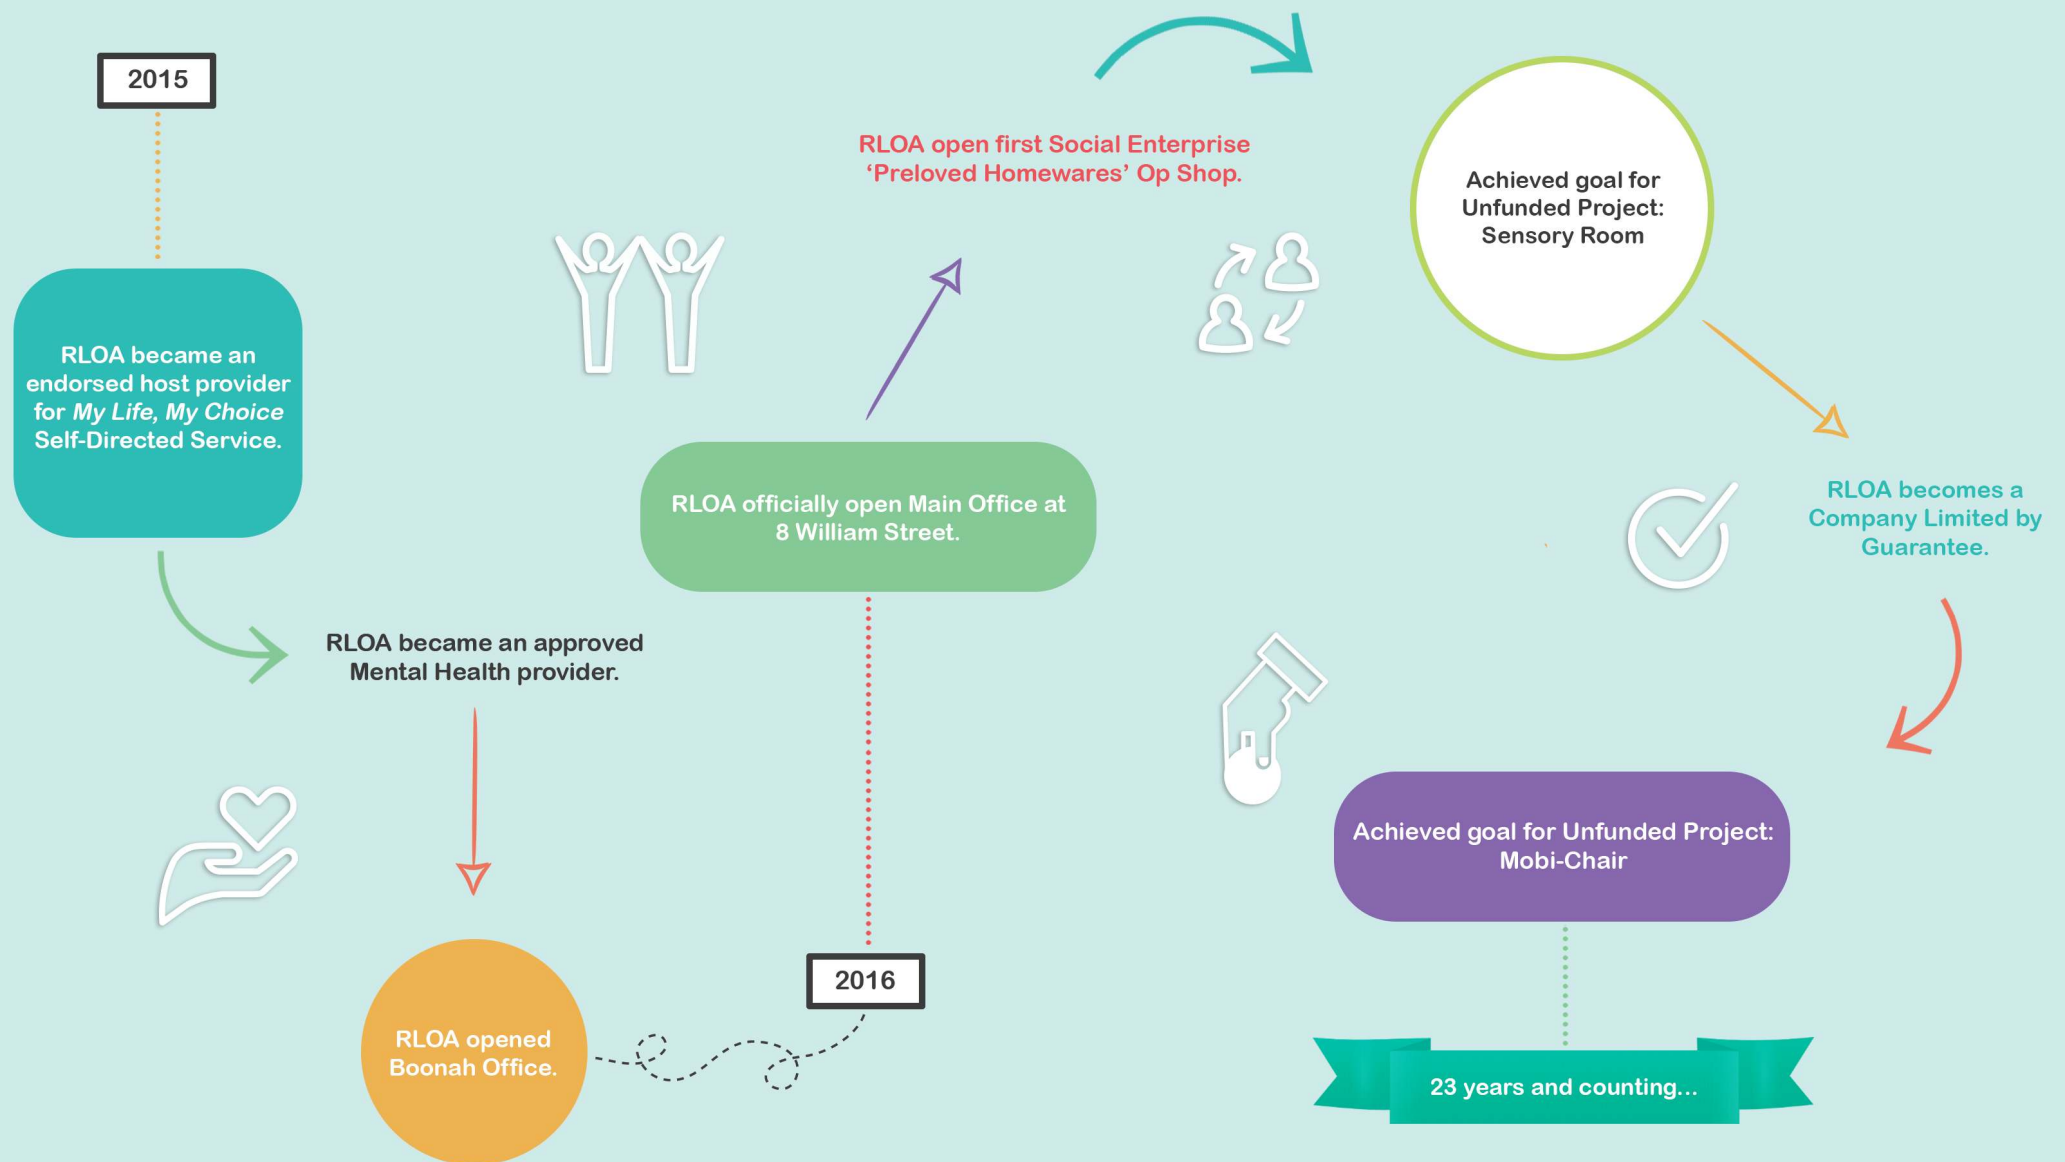 2015
RLOA became an
endorsed host provider
for My Life, My Choice
Self-Directed Service.
RLOA became an approved
Mental Health provider.
RLOA opened
Boonah Office.
2016
RLOA officially open Main Office at
8 William Street.
RLOA open first Social Enterprise
‘Preloved Homewares’ Op Shop.
Achieved goal for
Unfunded Project:
Sensory Room
RLOA becomes a
Company Limited by
Guarantee.
Achieved goal for Unfunded Project:
Mobi-Chair
23 years and counting...